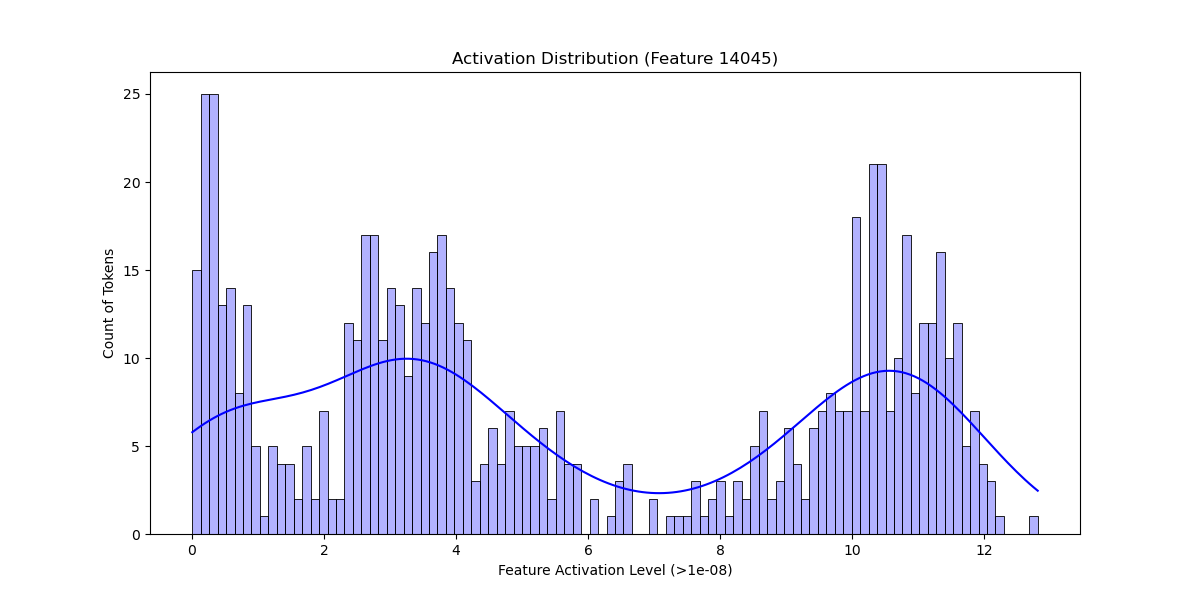 Activation Distribution (Feature 14045)
25
20
15
10
5
0
Count of Tokens
0 2 4 6 8 10 12
Feature Activation Level (>1e-08)